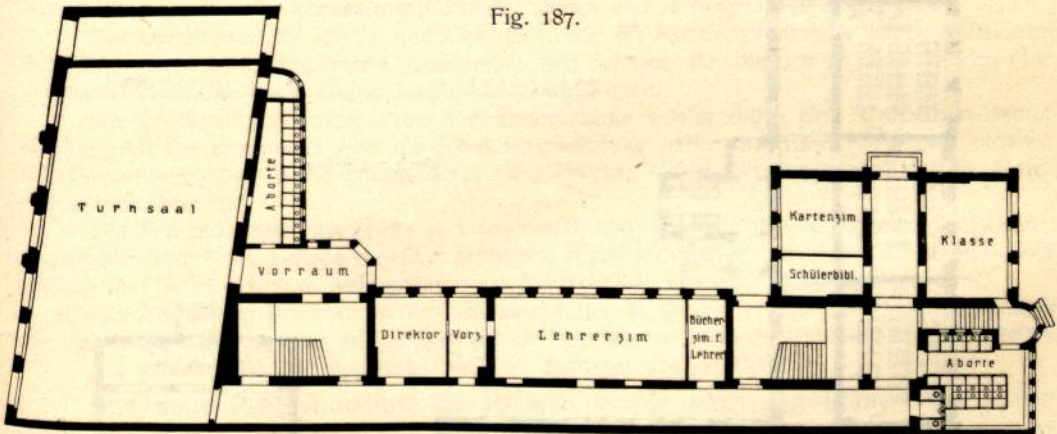 Fig. 187.
Turnsaal
Aborte
Vorraum
Direktor
Vorz.
Lehrerzim
Bücher-
zim. f.
Lehrer
Kartenzim.
Schülerbibl.
Klasse
Aborte